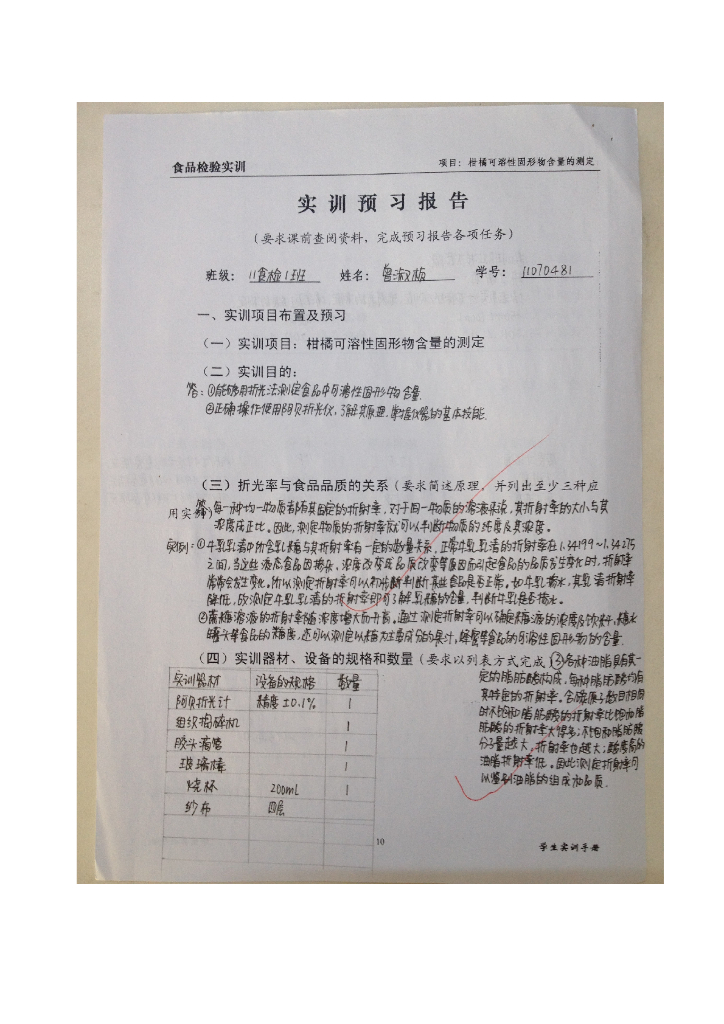 食品检验实训
项目：柑橘可溶性固形物含量的测定
实训预习报告
（要求课前查阅资料，完成预习报告各项任务）
班级：11食检1班 姓名：曾淑梅 学号：11070481
一、实训项目布置及预习
（一）实训项目：柑橘可溶性固形物含量的测定
（二）实训目的：
答：①能够用折光法测定食品中可溶性固形物含量.
②正确操作使用阿贝折光仪，了解其原理，掌握仪器的基本技能.
（三）折光率与食品品质的关系（要求简述原理，并列出至少三种应
用实例）
答：每一种均一物质都有其固定的折射率，对于同一物质的溶液来说，其折射率的大小与其
浓度成正比。因此，测定物质的折射率就可以判断物质的纯度及其浓度。
实例：①牛乳乳清中所含乳糖与其折射率有一定的数量关系，正常牛乳乳清的折射率在1.34199～1.34275
之间，当这些液态食品因掺杂，浓度改变或品质改变等原因而引起食品的品质发生变化时，折射率
常常会发生变化。所以测定折射率可以初步判断某些食品是否正常。如牛乳掺水，其乳清折射率
降低，故测定牛乳乳清的折射率即可了解乳糖的含量，判断牛乳是否掺水。
②蔗糖溶液的折射率随浓度增大而升高。通过测定折射率可以确定糖液的浓度及饮料、糖水
罐头等食品的糖度，还可以测定以糖为主要成分的果汁、蜂蜜等食品的可溶性固形物的含量.
（四）实训器材、设备的规格和数量（要求以列表方式完成）
③各种油脂具有其一
定的脂肪酸构成，每种脂肪酸均有
其特定的折射率。含碳原子数目相同
时不饱和脂肪酸的折射率比饱和脂
肪酸的折射率大得多；不饱和脂肪酸
分子量越大，折射率也越大；酸度高的
油脂折射率低。因此测定折射率可
以鉴别油脂的组成和品质.
实训器材 设备的规格 数量
阿贝折光计 精度±0.1% 1
组织捣碎机 1
胶头滴管 1
玻璃棒 1
烧杯 200mL 1
纱布 四层
10
学生实训手册